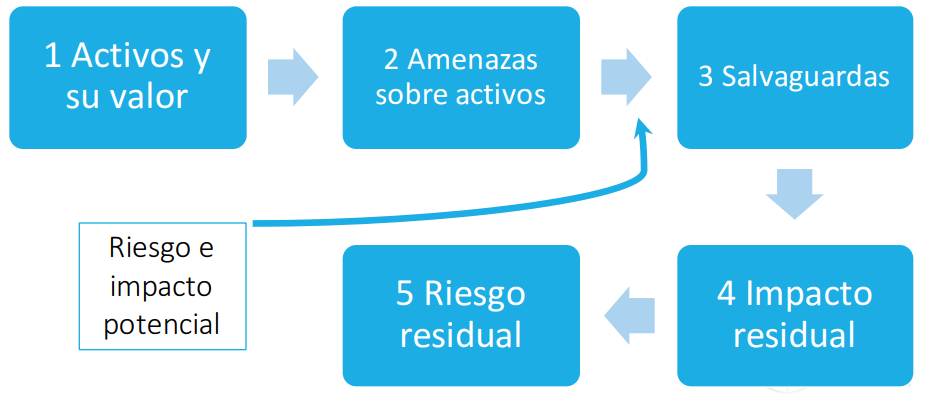 1 Activos y
su valor
2 Amenazas
sobre activos
3 Salvaguardas
Riesgo e
impacto
potencial
5 Riesgo
residual
4 Impacto
residual